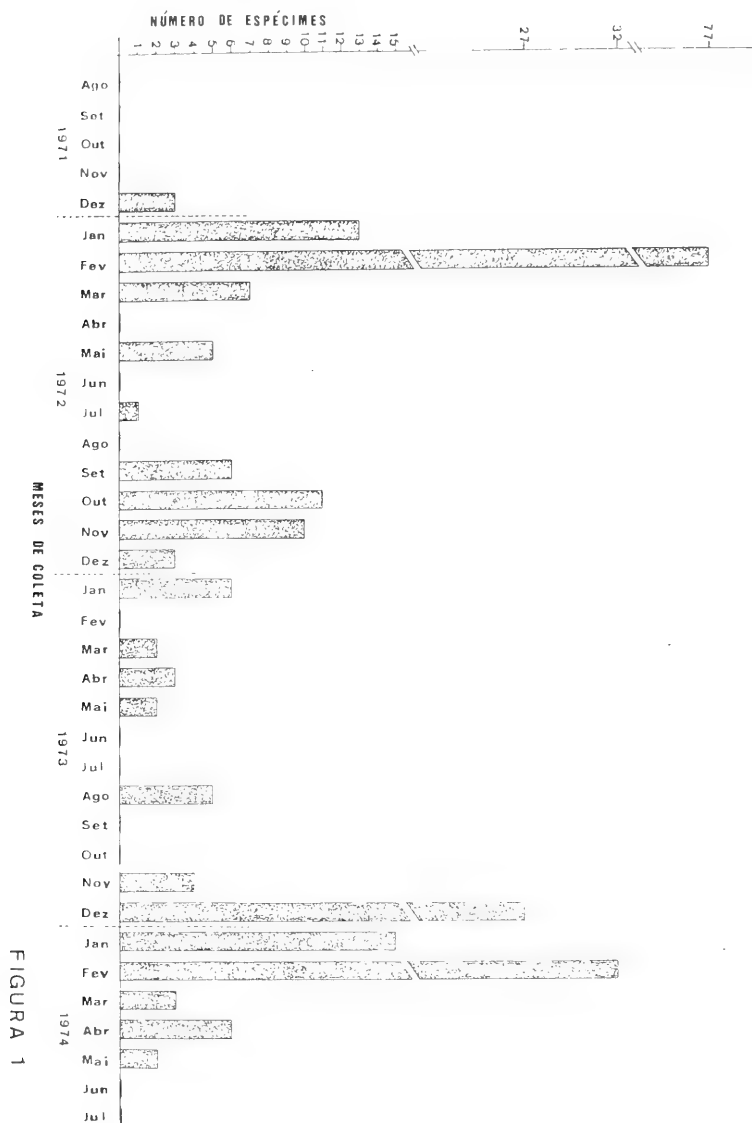 NÚMERO DE ESPÉCIMES
1 2 3 4 5 6 7 8 9 10 11 12 13 14 15 27 32 77
Ago
Set
Out
Nov
Dez
1971
Jan
Fev
Mar
Abr
Mai
Jun
Jul
Ago
Set
Out
Nov
Dez
1972
Jan
Fev
Mar
Abr
Mai
Jun
Jul
Ago
Set
Out
Nov
Dez
1973
Jan
Fev
Mar
Abr
Mai
Jun
Jul
1974
MESES DE COLETA
FIGURA 1